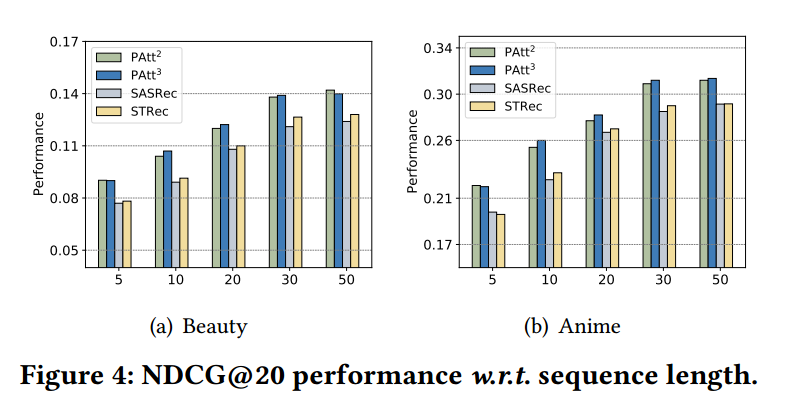 0.17
0.14
0.11
0.08
0.05
Performance
PAtt²
PAtt³
SASRec
STRec
5 10 20 30 50
(a) Beauty
0.34
0.30
0.26
0.21
0.17
Performance
PAtt²
PAtt³
SASRec
STRec
5 10 20 30 50
(b) Anime
Figure 4: NDCG@20 performance w.r.t. sequence length.